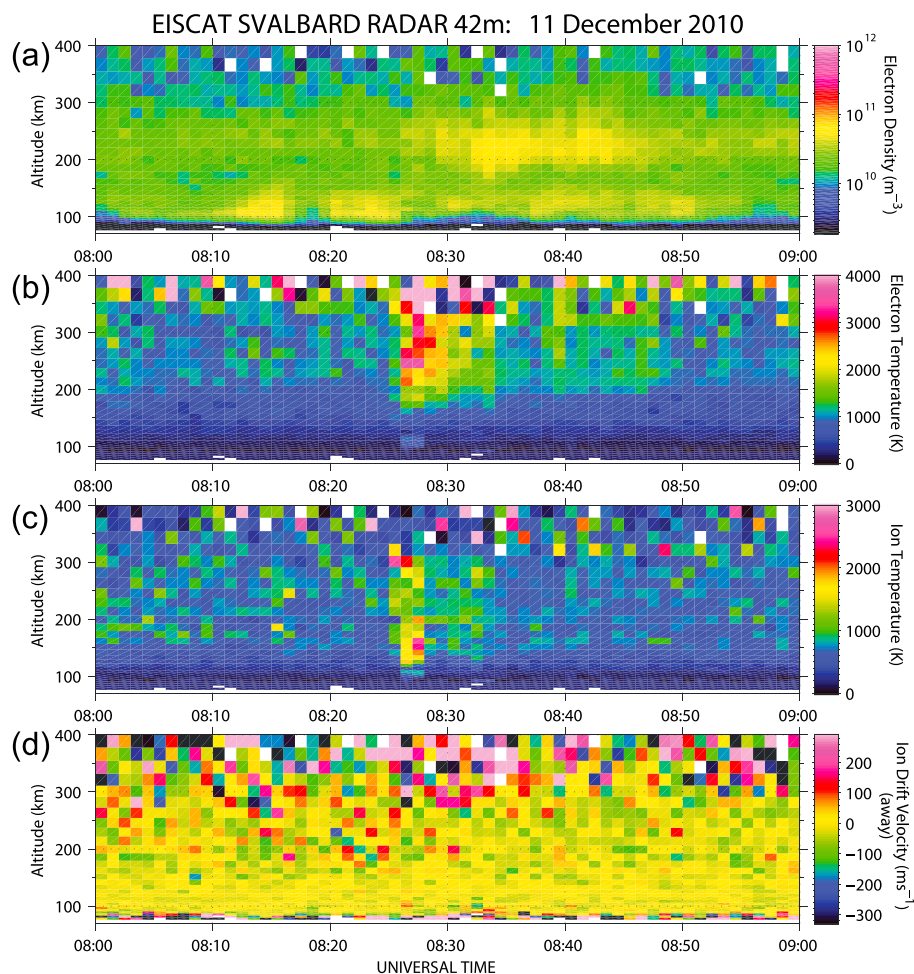 EISCAT SVALBARD RADAR 42m: 11 December 2010
(a)
400
300
200
100
Altitude (km)
08:00 08:10 08:20 08:30 08:40 08:50 09:00
10^12
10^11
10^10
Electron Density (m^-3)
(b)
400
300
200
100
Altitude (km)
08:00 08:10 08:20 08:30 08:40 08:50 09:00
4000
3000
2000
1000
0
Electron Temperature (K)
(c)
400
300
200
100
Altitude (km)
08:00 08:10 08:20 08:30 08:40 08:50 09:00
3000
2000
1000
0
Ion Temperature (K)
(d)
400
300
200
100
Altitude (km)
08:00 08:10 08:20 08:30 08:40 08:50 09:00
200
100
0
−100
−200
−300
Ion Drift Velocity (ms^-1)
(away)
UNIVERSAL TIME